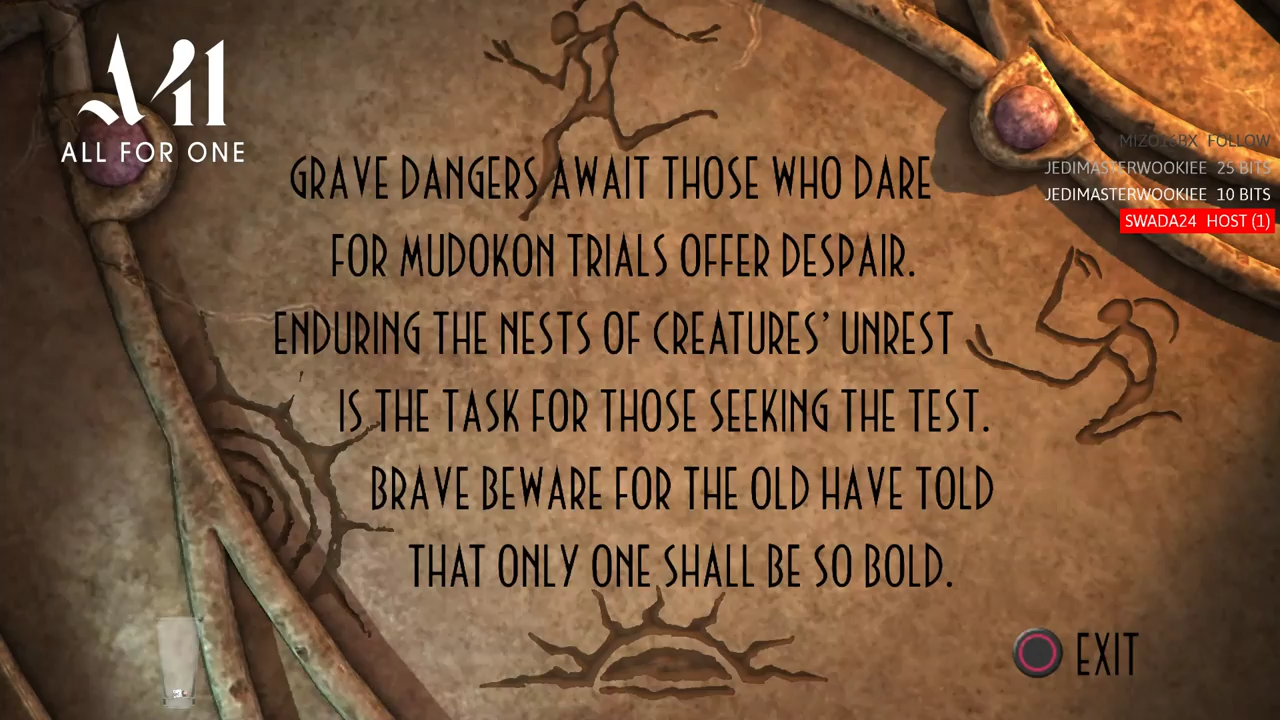 A41
ALL FOR ONE
MIZO16BX FOLLOW
JEDIMASTERWOOKIEE 25 BITS
JEDIMASTERWOOKIEE 10 BITS
SWADA24 HOST (1)
GRAVE DANGERS AWAIT THOSE WHO DARE
FOR MUDOKON TRIALS OFFER DESPAIR.
ENDURING THE NESTS OF CREATURES' UNREST
IS THE TASK FOR THOSE SEEKING THE TEST.
BRAVE BEWARE FOR THE OLD HAVE TOLD
THAT ONLY ONE SHALL BE SO BOLD.
EXIT